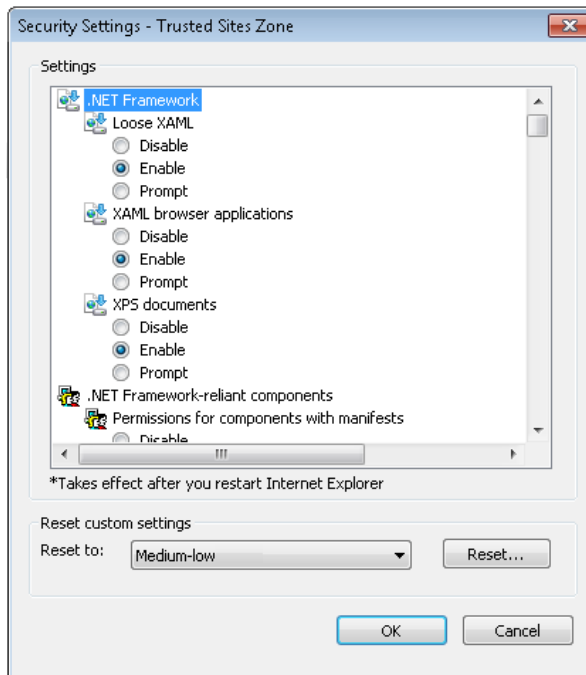 Security Settings - Trusted Sites Zone
Settings
.NET Framework
Loose XAML
Disable
Enable
Prompt
XAML browser applications
Disable
Enable
Prompt
XPS documents
Disable
Enable
Prompt
.NET Framework-reliant components
Permissions for components with manifests
Disable
*Takes effect after you restart Internet Explorer
Reset custom settings
Reset to: Medium-low Reset...
OK Cancel